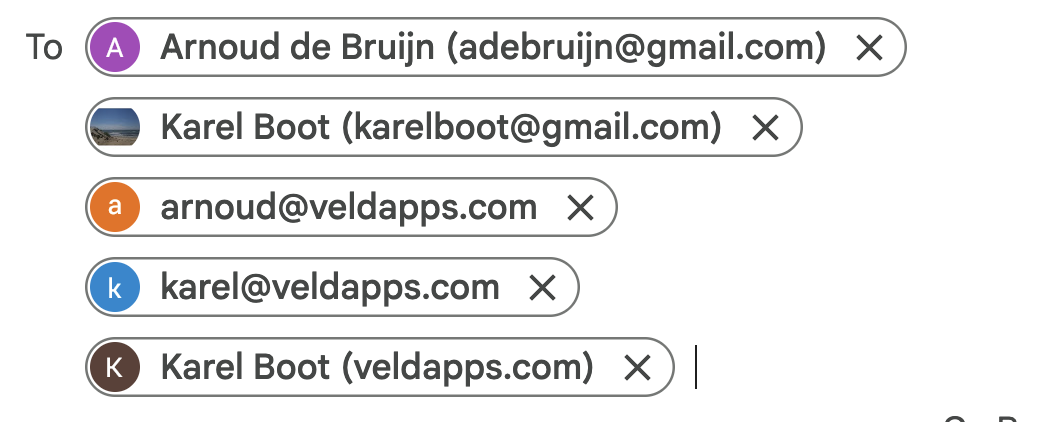 To A Arnoud de Bruijn (adebruijn@gmail.com) ×
Karel Boot (karelboot@gmail.com) ×
a arnoud@veldapps.com ×
k karel@veldapps.com ×
K Karel Boot (veldapps.com) ×